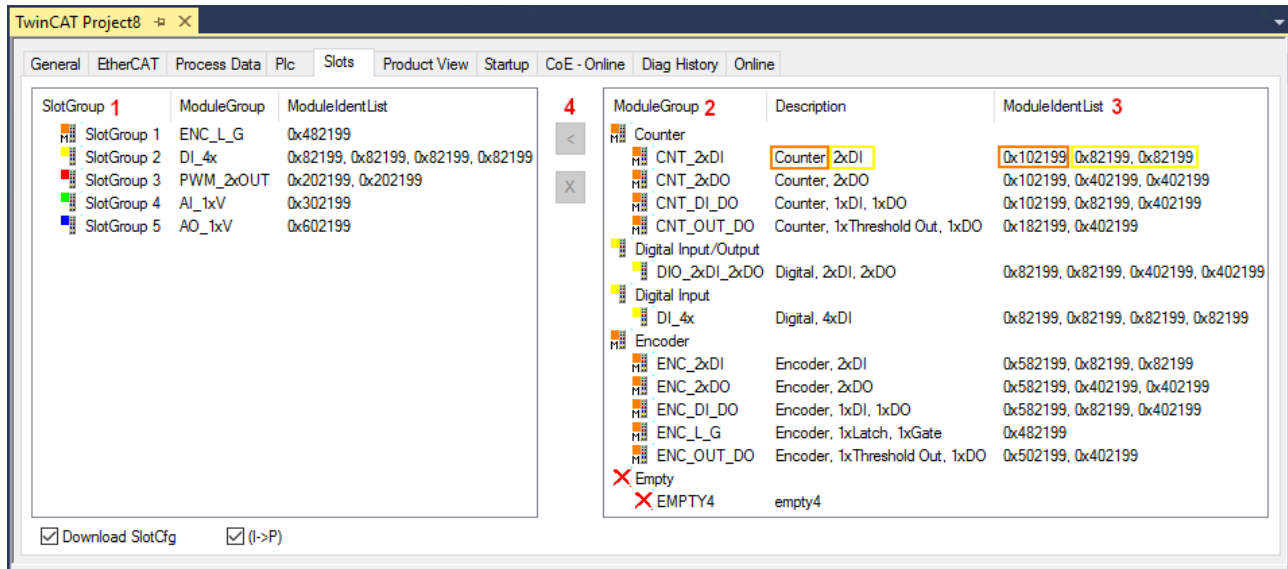 TwinCAT Project8
General EtherCAT Process Data Plc Slots Product View Startup CoE - Online Diag History Online
SlotGroup 1 ModuleGroup ModuleIdentList
SlotGroup 1 ENC_L_G 0x482199
SlotGroup 2 DI_4x 0x82199, 0x82199, 0x82199, 0x82199
SlotGroup 3 PWM_2xOUT 0x202199, 0x202199
SlotGroup 4 AI_1xV 0x302199
SlotGroup 5 AO_1xV 0x602199
4
<
X
ModuleGroup 2 Description ModuleIdentList 3
M Counter
M CNT_2xDI Counter, 2xDI 0x102199, 0x82199, 0x82199
M CNT_2xDO Counter, 2xDO 0x102199, 0x402199, 0x402199
M CNT_DI_DO Counter, 1xDI, 1xDO 0x102199, 0x82199, 0x402199
M CNT_OUT_DO Counter, 1xThreshold Out, 1xDO 0x182199, 0x402199
Digital Input/Output
DIO_2xDI_2xDO Digital, 2xDI, 2xDO 0x82199, 0x82199, 0x402199, 0x402199
Digital Input
DI_4x Digital, 4xDI 0x82199, 0x82199, 0x82199, 0x82199
M Encoder
M ENC_2xDI Encoder, 2xDI 0x582199, 0x82199, 0x82199
M ENC_2xDO Encoder, 2xDO 0x582199, 0x402199, 0x402199
M ENC_DI_DO Encoder, 1xDI, 1xDO 0x582199, 0x82199, 0x402199
M ENC_L_G Encoder, 1xLatch, 1xGate 0x482199
M ENC_OUT_DO Encoder, 1xThreshold Out, 1xDO 0x502199, 0x402199
Empty
EMPTY4 empty4
Download SlotCfg (I->P)